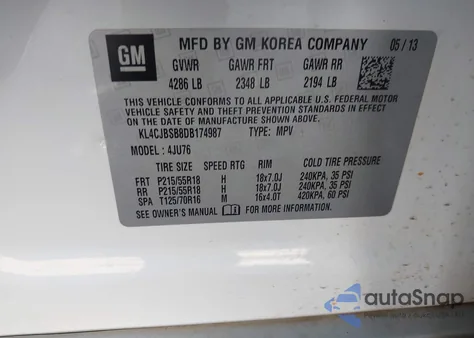 GM MFD BY GM KOREA COMPANY 05/13
GVWR GAWR FRT GAWR RR
4286 LB 2348 LB 2194 LB
THIS VEHICLE CONFORMS TO ALL APPLICABLE U.S. FEDERAL MOTOR
VEHICLE SAFETY AND THEFT PREVENTION STANDARDS IN EFFECT ON
THE DATE OF MANUFACTURE SHOWN ABOVE.
KL4CJBSB8DB174987 TYPE: MPV
MODEL: 4JU76
TIRE SIZE SPEED RTG RIM COLD TIRE PRESSURE
FRT P215/55R18 H 18x7.0J 240KPA, 35 PSI
RR P215/55R18 H 18x7.0J 240KPA, 35 PSI
SPA T125/70R16 M 16x4.0T 420KPA, 60 PSI
SEE OWNER'S MANUAL FOR MORE INFORMATION.
autoSnap